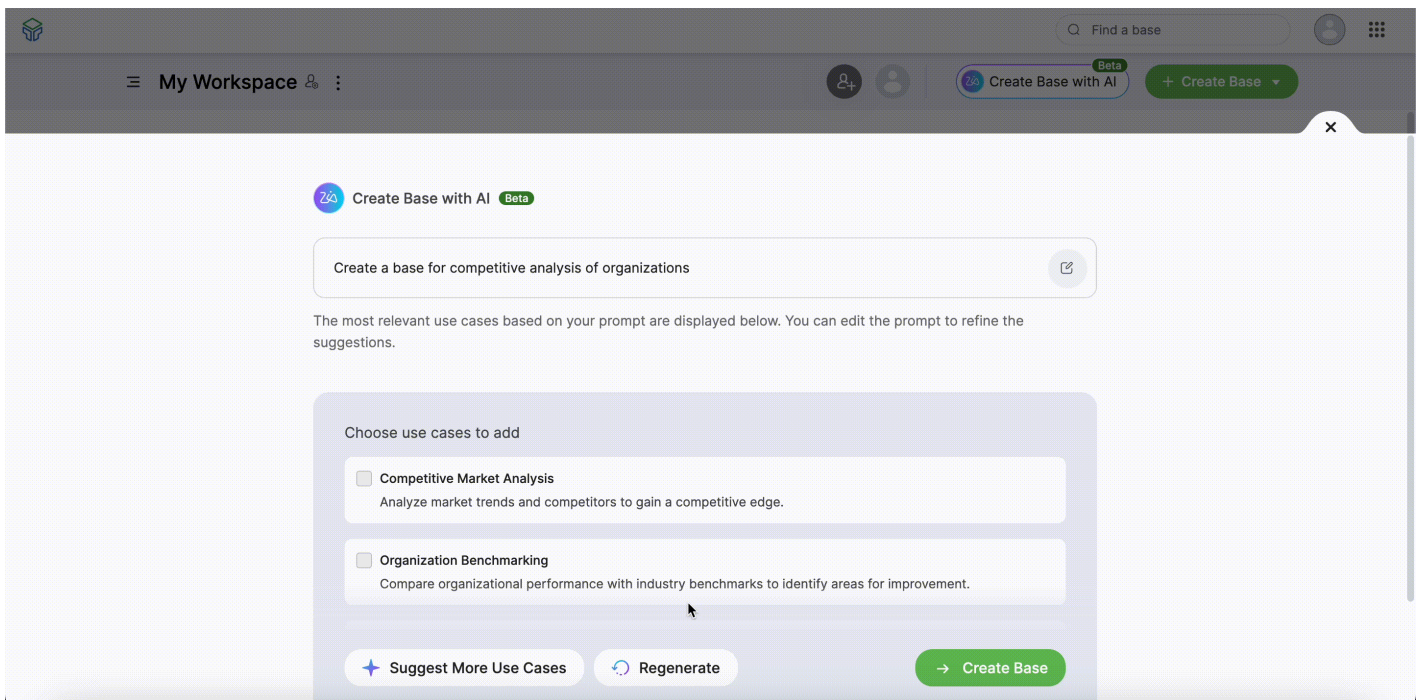 Find a base
My Workspace
Create Base with AI
Beta
+ Create Base
Zia
Create Base with AI
Beta
Create a base for competitive analysis of organizations
The most relevant use cases based on your prompt are displayed below. You can edit the prompt to refine the
suggestions.
Choose use cases to add
Competitive Market Analysis
Analyze market trends and competitors to gain a competitive edge.
Organization Benchmarking
Compare organizational performance with industry benchmarks to identify areas for improvement.
Suggest More Use Cases
Regenerate
Create Base